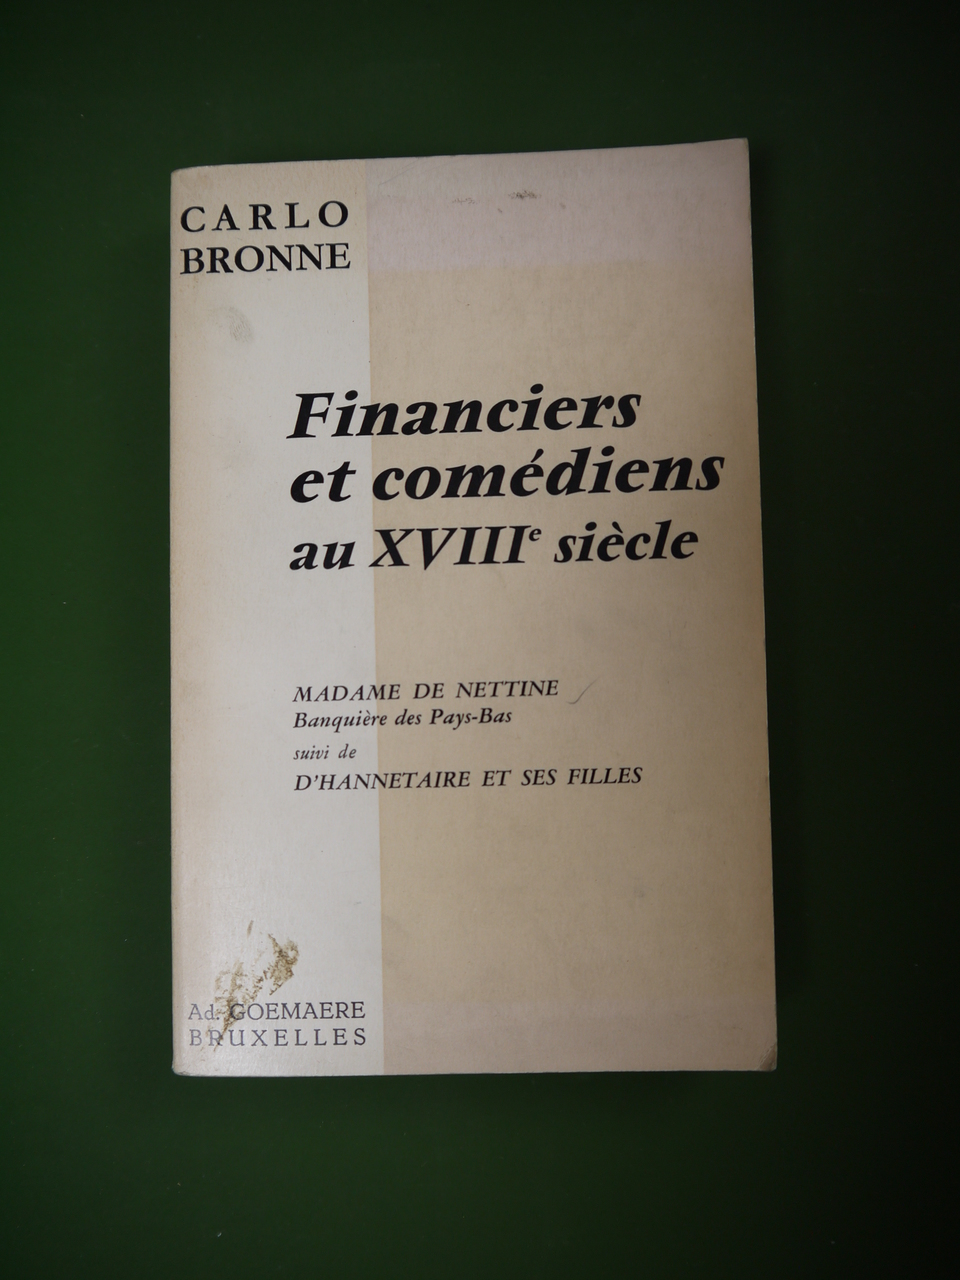 CARLO
BRONNE
Financiers
et comédiens
au XVIIIe siècle
MADAME DE NETTINE
Banquière des Pays-Bas
suivi de
D'HANNETAIRE ET SES FILLES
Ad. GOEMAERE
BRUXELLES